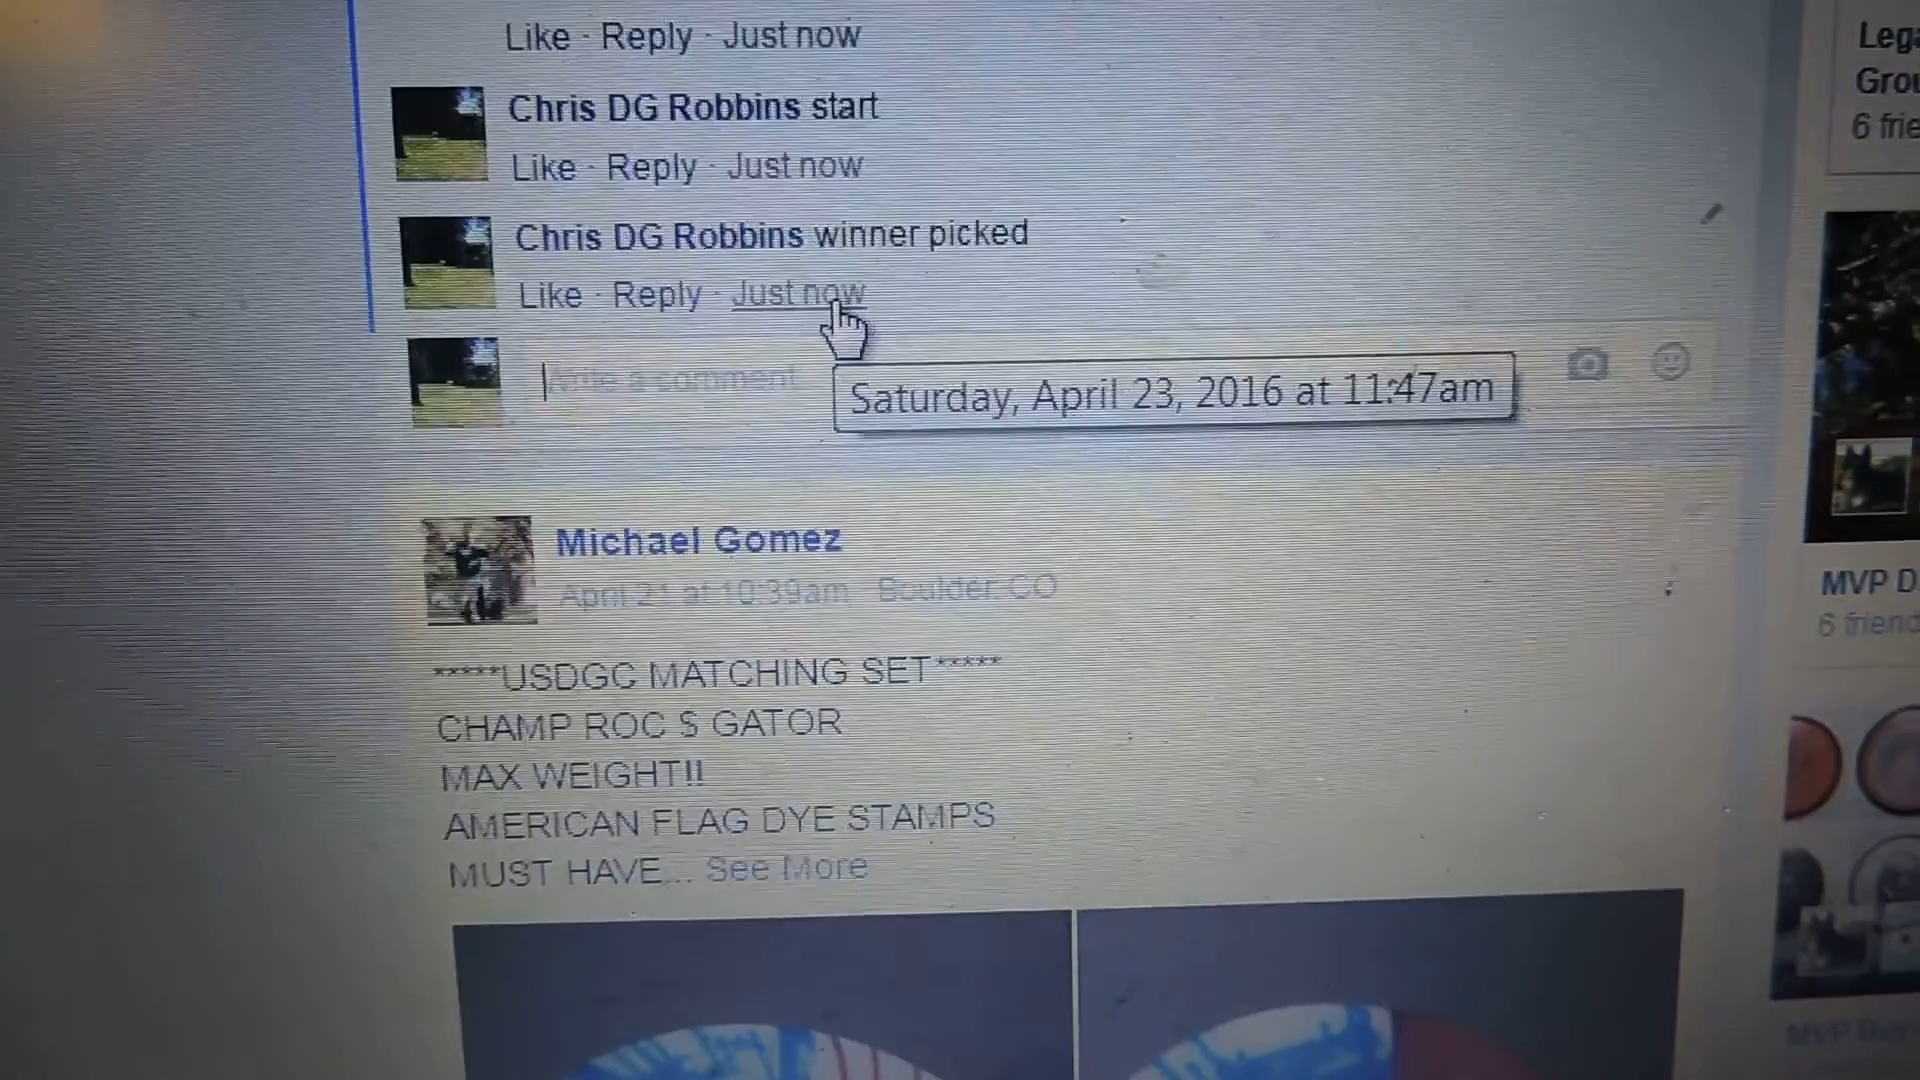 Like · Reply · Just now
Chris DG Robbins start
Like · Reply · Just now
Chris DG Robbins winner picked
Like · Reply · Just now
Write a comment
Saturday, April 23, 2016 at 11:47am
Michael Gomez
April 21 at 10:39am · Boulder, CO
*****USDGC MATCHING SET*****
CHAMP ROC S GATOR
MAX WEIGHT!!
AMERICAN FLAG DYE STAMPS
MUST HAVE... See More
Lega
Grou
6 frie
MVP D
6 friend